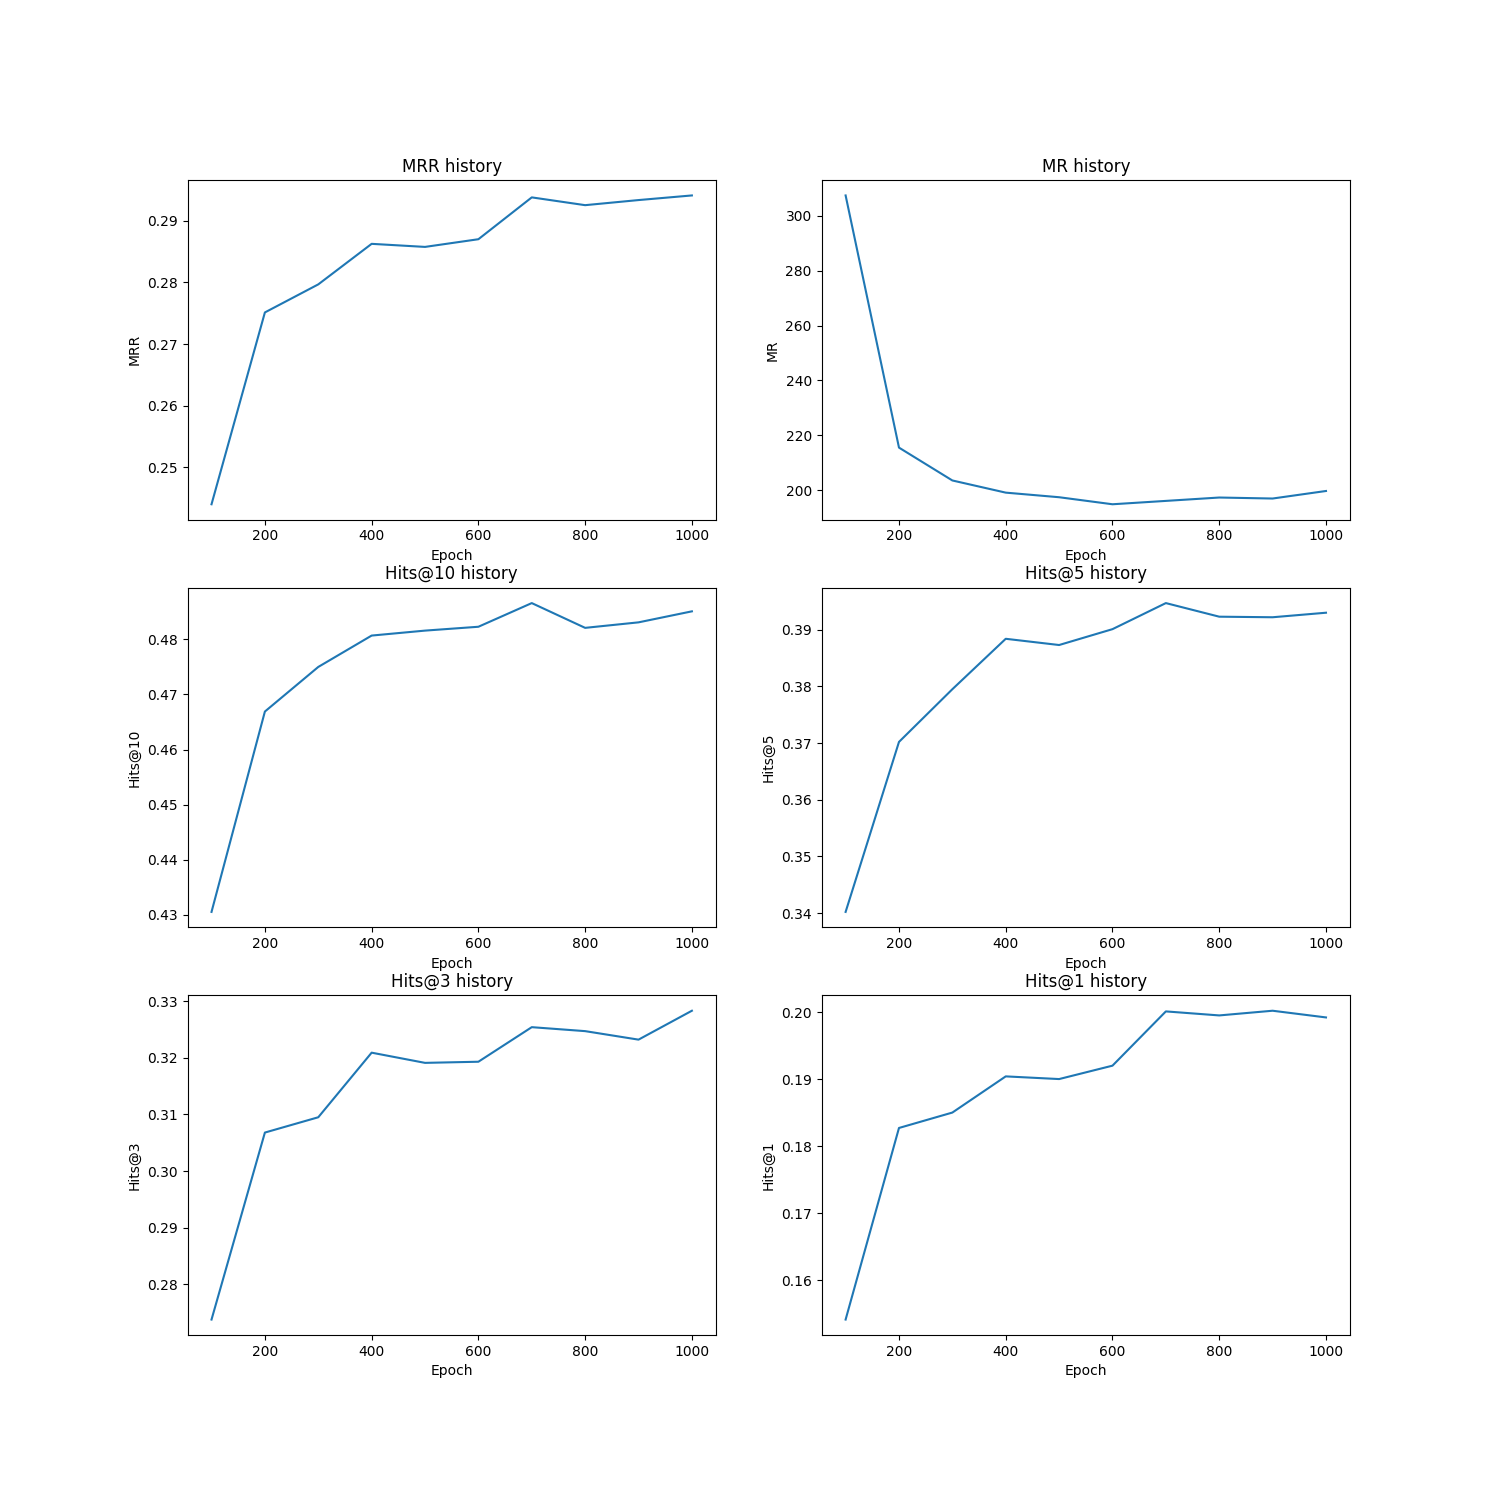 MRR history
0.29
0.28
0.27
0.26
0.25
MRR
200 400 600 800 1000
Epoch
MR history
300
280
260
240
220
200
MR
200 400 600 800 1000
Epoch
Hits@10 history
0.48
0.47
0.46
0.45
0.44
0.43
Hits@10
200 400 600 800 1000
Epoch
Hits@5 history
0.39
0.38
0.37
0.36
0.35
0.34
Hits@5
200 400 600 800 1000
Epoch
Hits@3 history
0.33
0.32
0.31
0.30
0.29
0.28
Hits@3
200 400 600 800 1000
Epoch
Hits@1 history
0.20
0.19
0.18
0.17
0.16
Hits@1
200 400 600 800 1000
Epoch